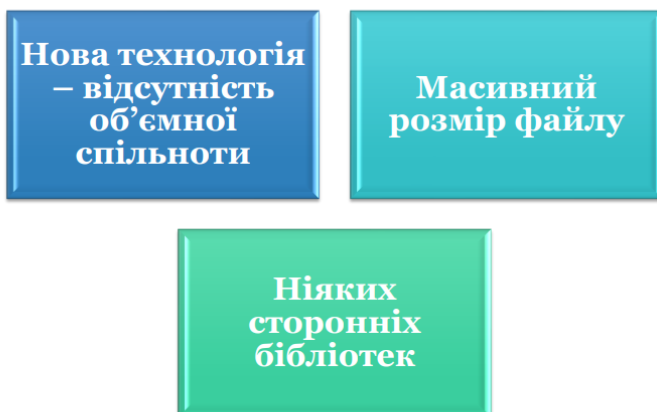 Нова технологія
– відсутність
об’ємної
спільноти
Масивний
розмір файлу
Ніяких
сторонніх
бібліотек